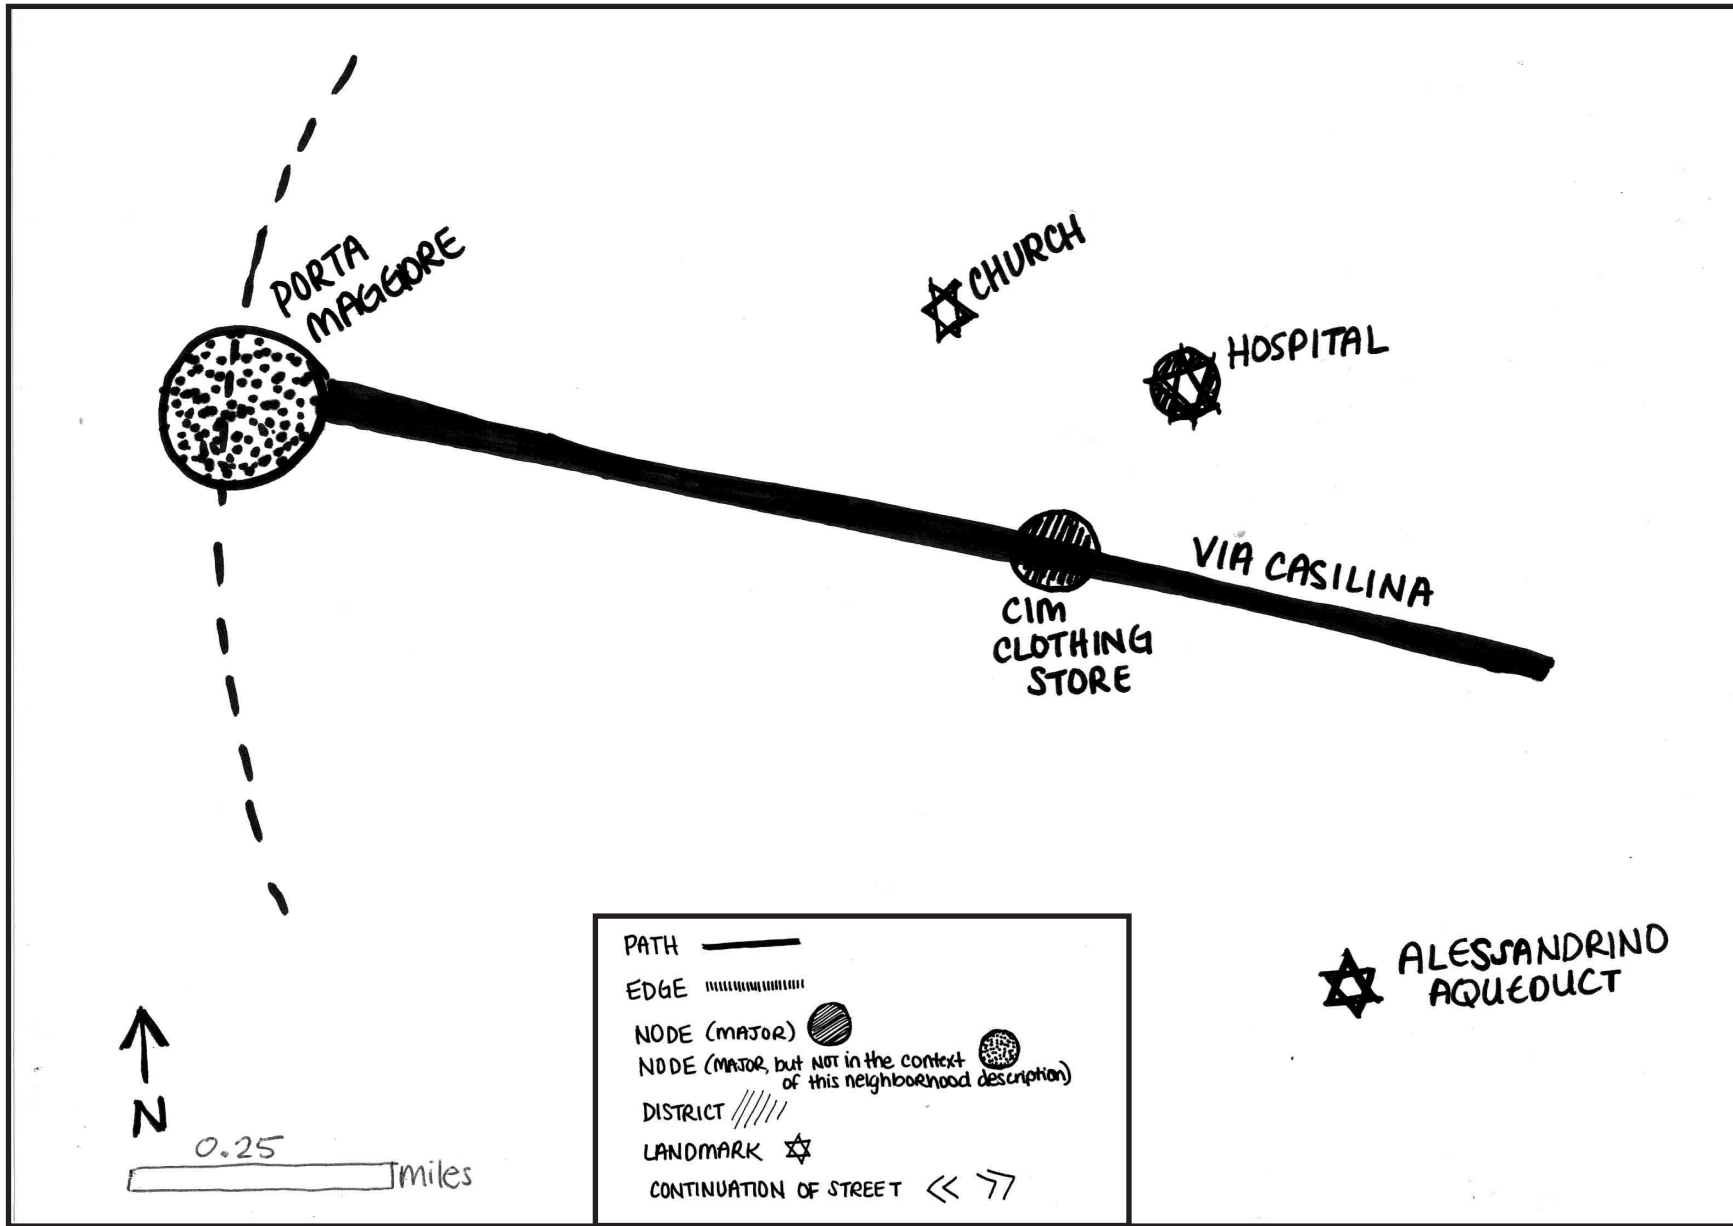 PORTA
MAGGIORE
CHURCH
HOSPITAL
VIA CASILINA
CIM
CLOTHING
STORE
ALESSANDRINO
AQUEDUCT
N
0.25
miles
PATH
EDGE
NODE (MAJOR)
NODE (MAJOR, but NOT in the context
of this neighborhood description)
DISTRICT
LANDMARK
CONTINUATION OF STREET